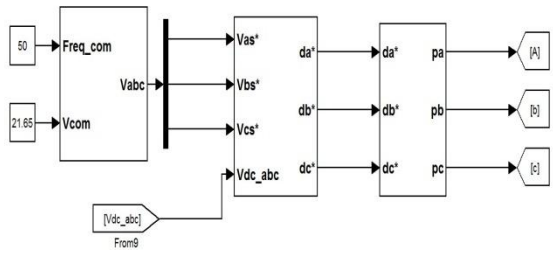 50
Freq_com
Vabc
21.65
Vcom
Vas*
Vbs*
Vcs*
Vdc_abc
da*
db*
dc*
da*
db*
dc*
pa
pb
pc
[A]
[b]
[c]
[Vdc_abc]
From9